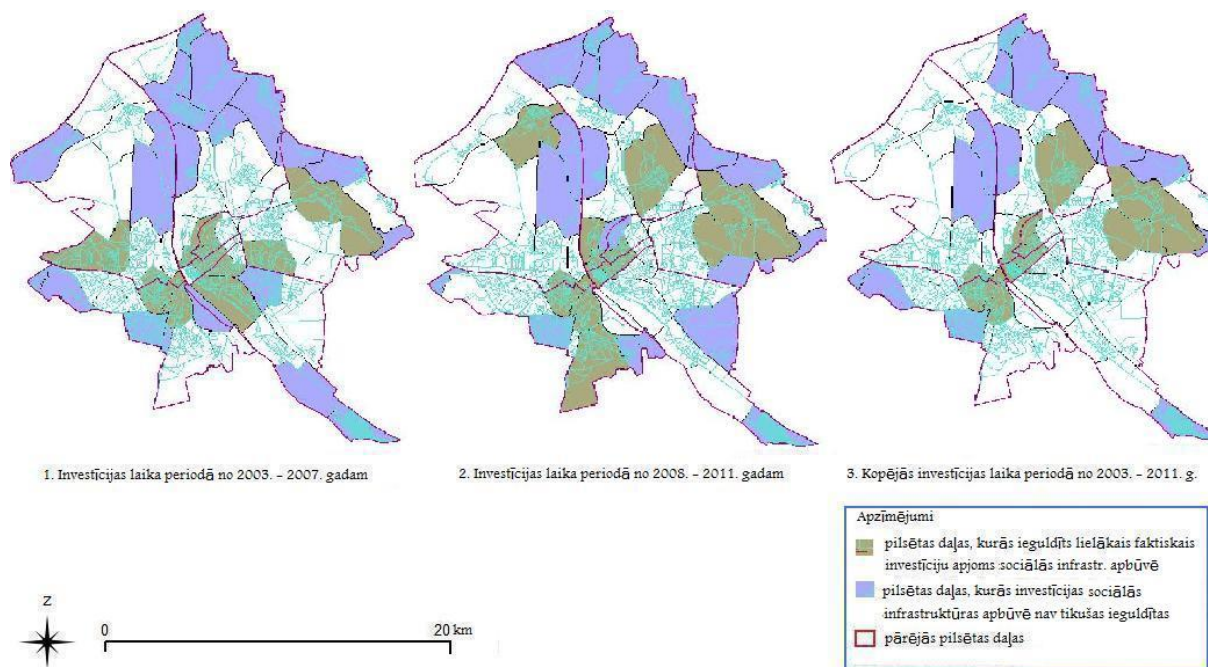 1. Investīcijas laika periodā no 2003. - 2007. gadam
2. Investīcijas laika periodā no 2008. - 2011. gadam
3. Kopējās investīcijas laika periodā no 2003. - 2011. g.
Apzīmējumi
pilsētas daļas, kurās ieguldīts lielākais faktiskais
investīciju apjoms sociālās infrastr. apbūvē
pilsētas daļas, kurās investīcijas sociālās
infrastruktūras apbūvē nav tikušas ieguldītas
pārējās pilsētas daļas
Z
0 20 km